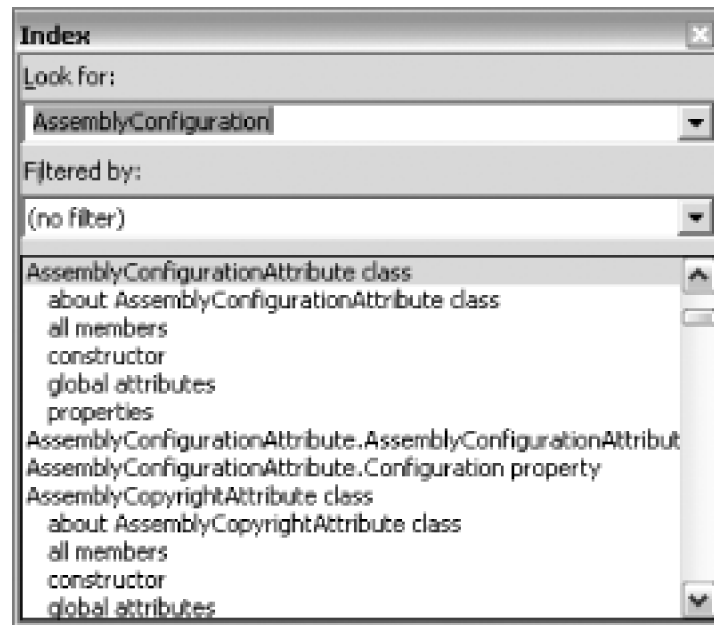 Index
Look for:
AssemblyConfiguration
Filtered by:
(no filter)
AssemblyConfigurationAttribute class
about AssemblyConfigurationAttribute class
all members
constructor
global attributes
properties
AssemblyConfigurationAttribute.AssemblyConfigurationAttribut
AssemblyConfigurationAttribute.Configuration property
AssemblyCopyrightAttribute class
about AssemblyCopyrightAttribute class
all members
constructor
global attributes